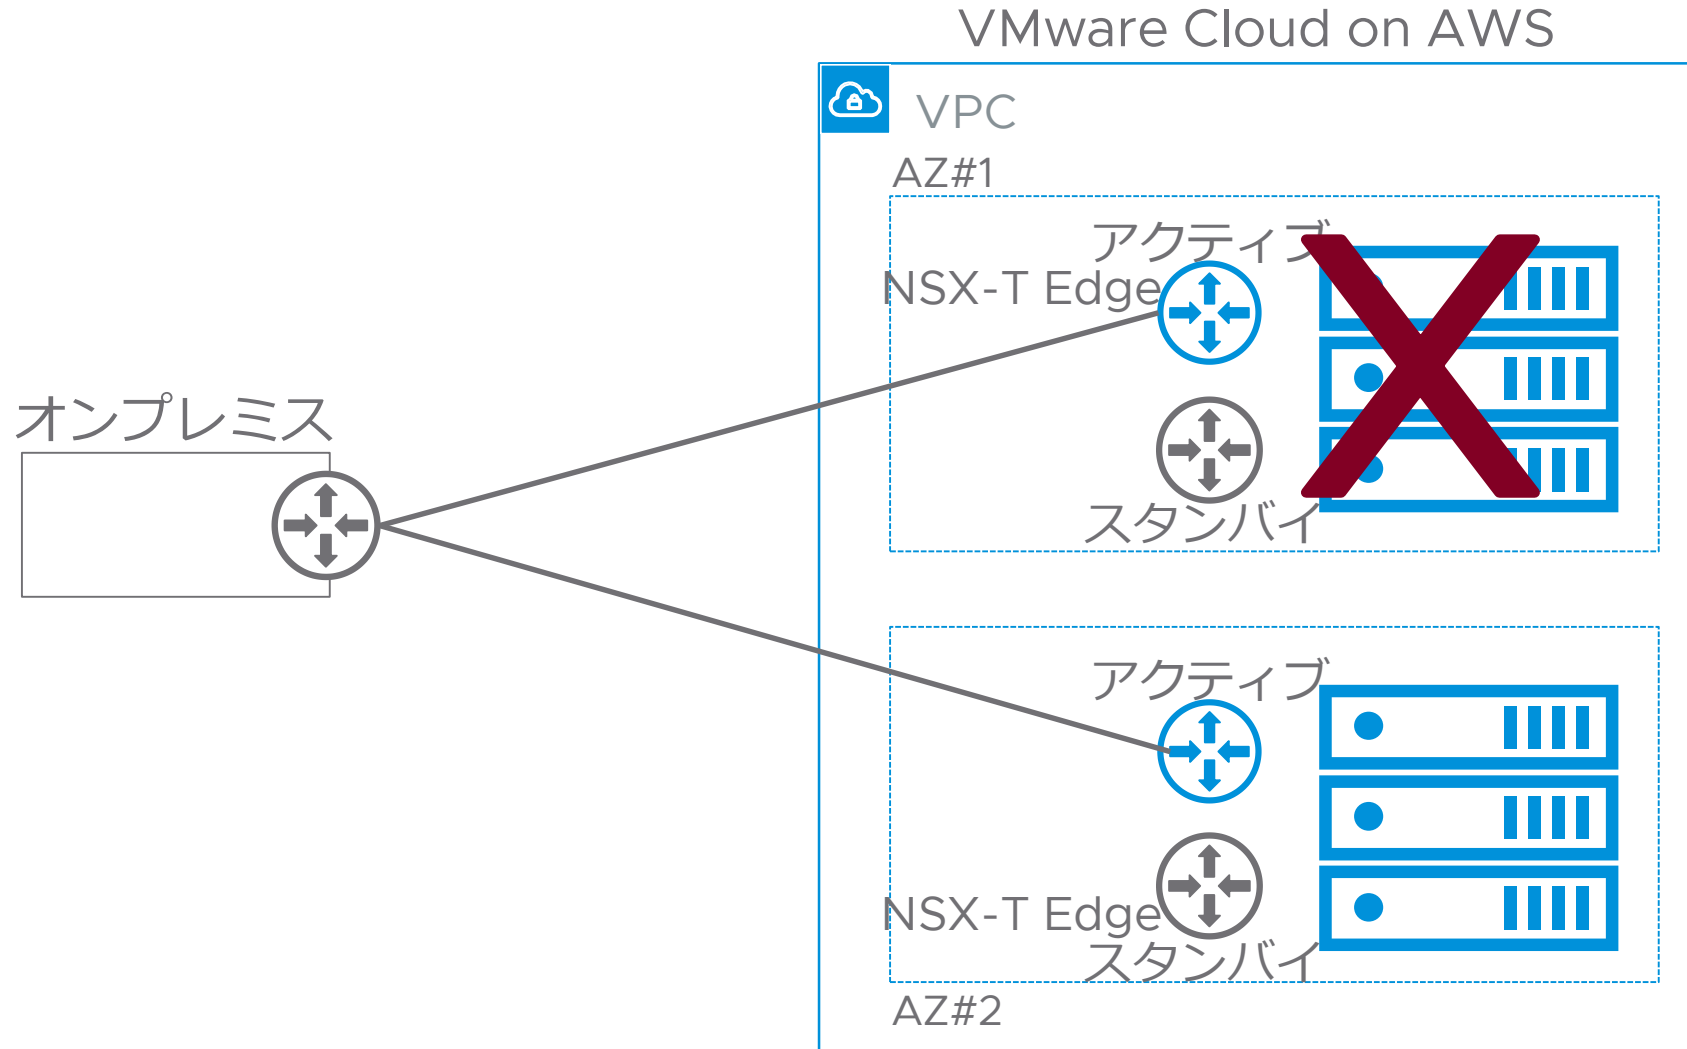 VMware Cloud on AWS
VPC
AZ#1
アクティブ
NSX-T Edge
オンプレミス
スタンバイ
アクティブ
NSX-T Edge
スタンバイ
AZ#2